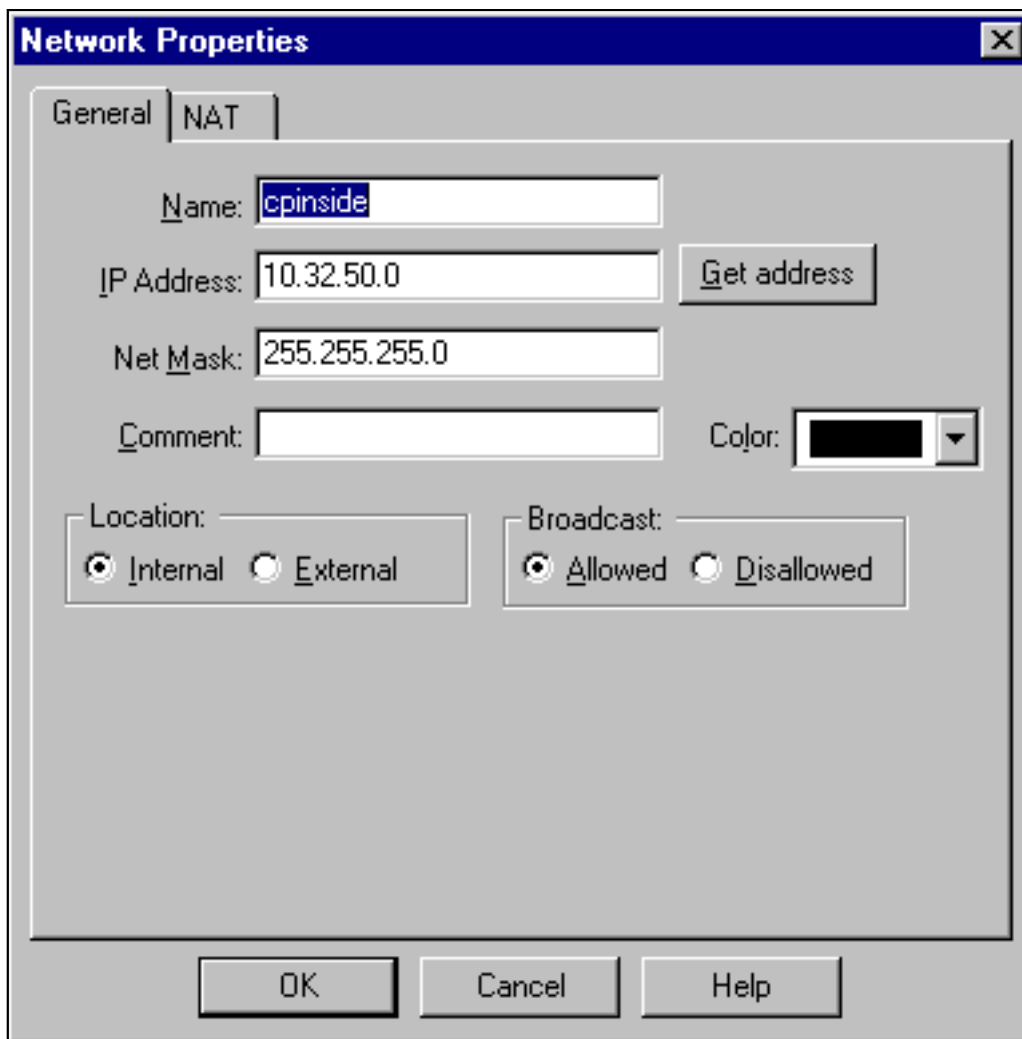 Network Properties
General NAT
Name: cpinside
IP Address: 10.32.50.0 Get address
Net Mask: 255.255.255.0
Comment: Color:
Location: Broadcast:
Internal External Allowed Disallowed
OK Cancel Help